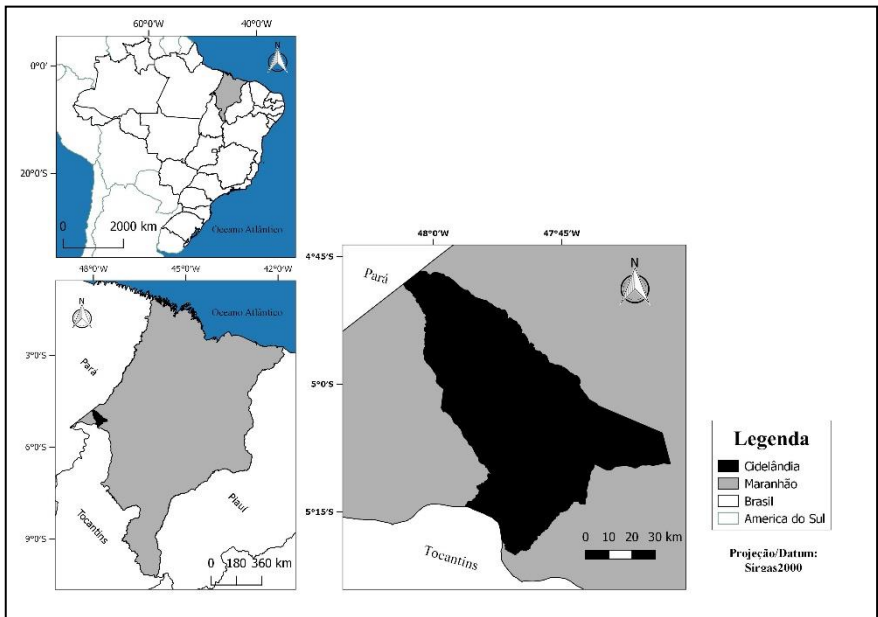 60°0'W 40°0'W
0°0'
20°0'S
N
Oceano Atlântico
0 2000 km
48°0'W 45°0'W 42°0'W
3°0'S
6°0'S
9°0'S
N
Oceano Atlântico
Pará
Tocantins
Piauí
0 180 360 km
48°0'W 47°45'W
4°45'S
5°0'S
5°15'S
Pará
N
0 10 20 30 km
Tocantins
Legenda
Cidelândia
Maranhão
Brasil
America do Sul
Projeção/Datum:
Sirgas2000